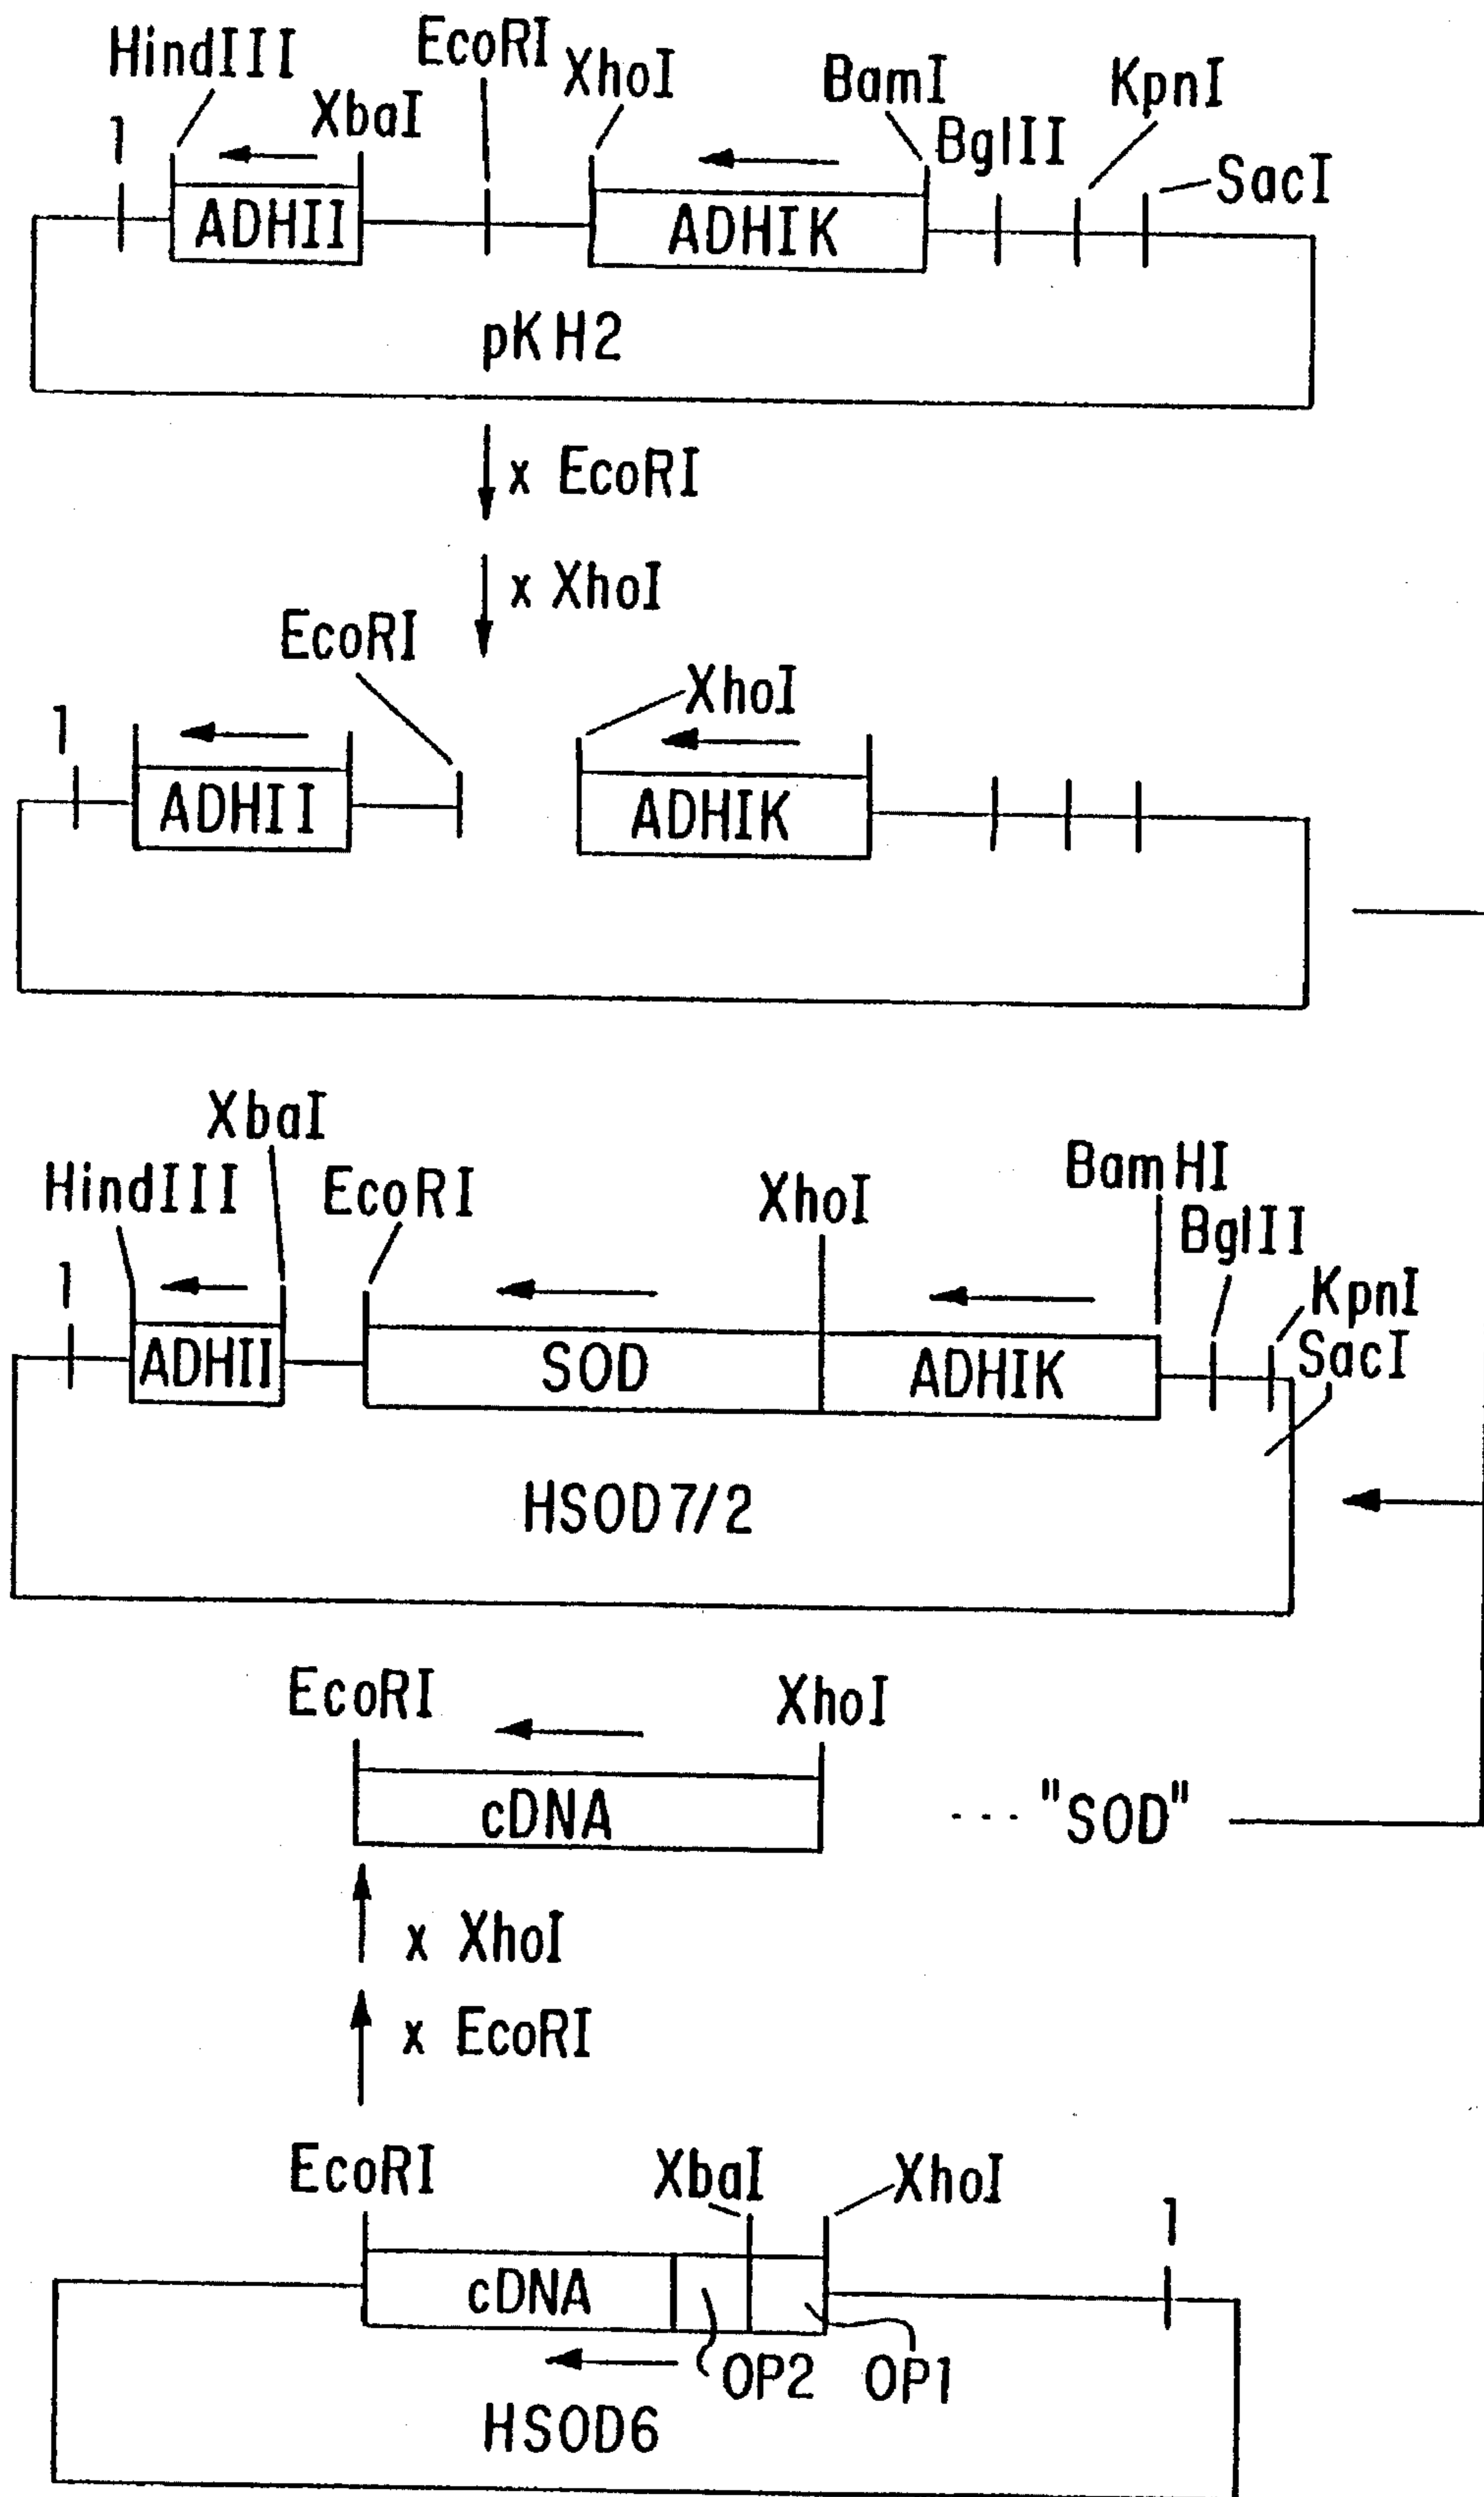 HindIII
EcoRI
XhoI
BamI
KpnI
1
XbaI
BglII
SacI
ADHII
ADHIK
pKH2
x EcoRI
x XhoI
EcoRI
XhoI
1
ADHII
ADHIK
XbaI
HindIII
EcoRI
XhoI
BamHI
BglII
1
KpnI
SacI
ADHII
SOD
ADHIK
HSOD7/2
EcoRI
XhoI
cDNA
--- "SOD"
x XhoI
x EcoRI
EcoRI
XbaI
XhoI
1
cDNA
OP2
OP1
HSOD6